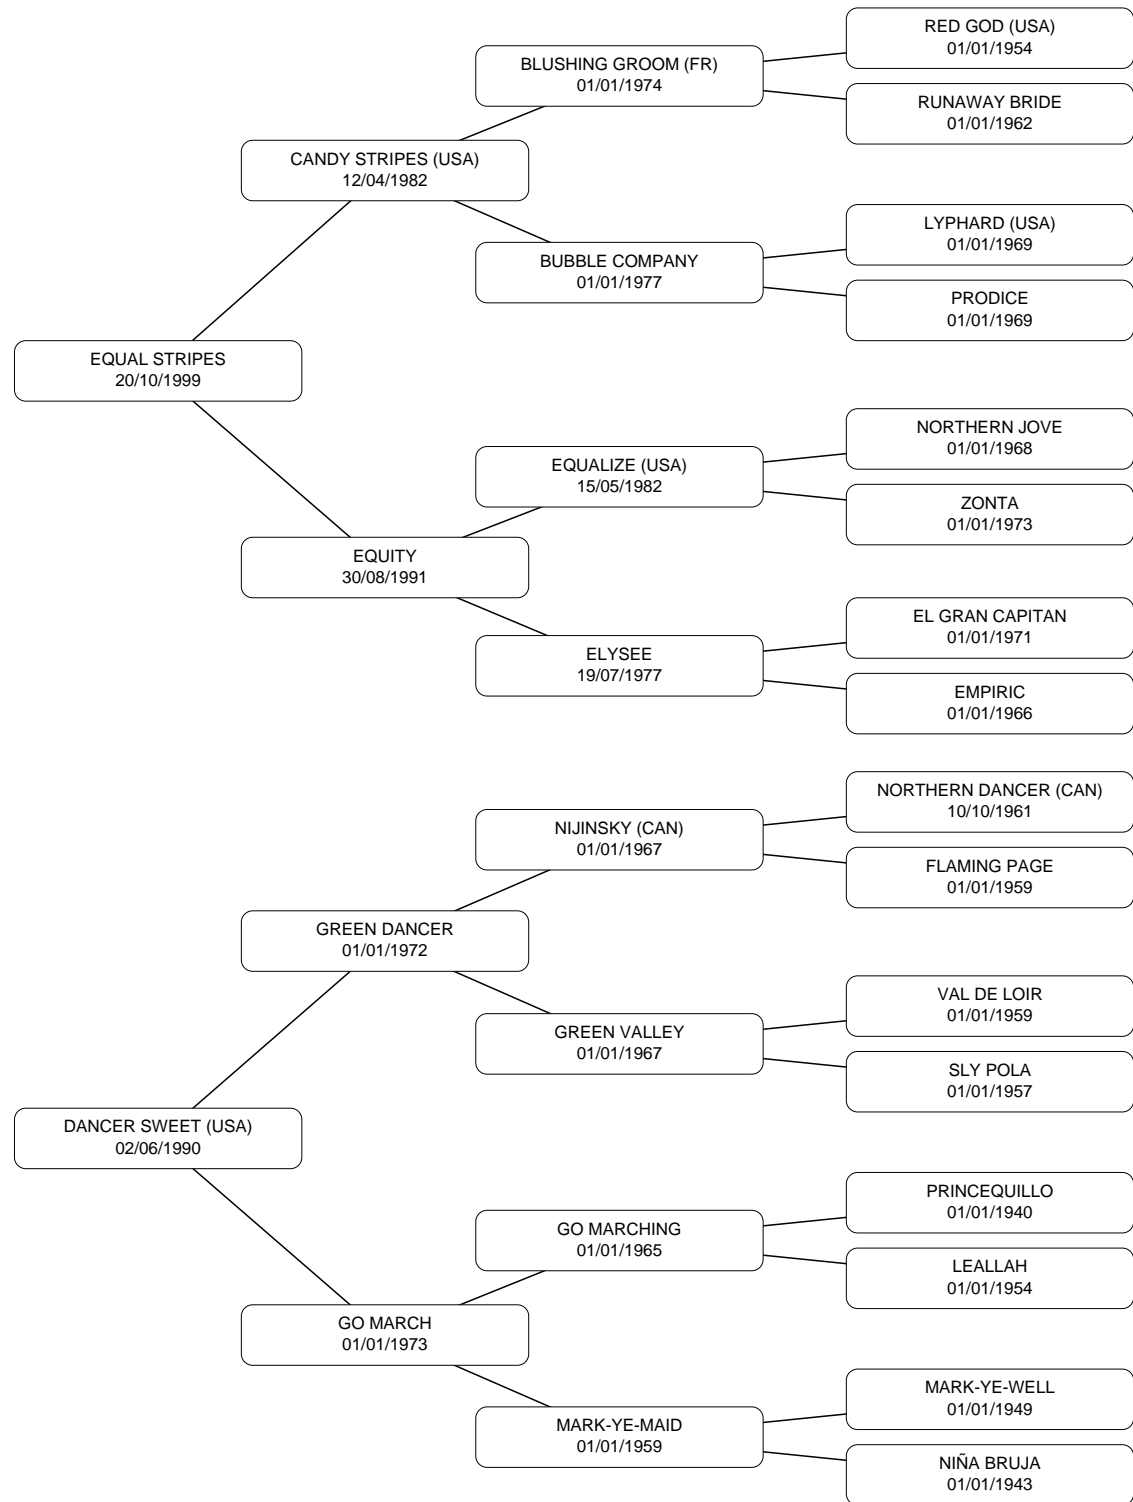 RED GOD (USA)
01/01/1954
BLUSHING GROOM (FR)
01/01/1974
RUNAWAY BRIDE
01/01/1962
CANDY STRIPES (USA)
12/04/1982
LYPHARD (USA)
01/01/1969
BUBBLE COMPANY
01/01/1977
PRODICE
01/01/1969
EQUAL STRIPES
20/10/1999
NORTHERN JOVE
01/01/1968
EQUALIZE (USA)
15/05/1982
ZONTA
01/01/1973
EQUITY
30/08/1991
EL GRAN CAPITAN
01/01/1971
ELYSEE
19/07/1977
EMPIRIC
01/01/1966
NORTHERN DANCER (CAN)
10/10/1961
NIJINSKY (CAN)
01/01/1967
FLAMING PAGE
01/01/1959
GREEN DANCER
01/01/1972
VAL DE LOIR
01/01/1959
GREEN VALLEY
01/01/1967
SLY POLA
01/01/1957
DANCER SWEET (USA)
02/06/1990
PRINCEQUILLO
01/01/1940
GO MARCHING
01/01/1965
LEALLAH
01/01/1954
GO MARCH
01/01/1973
MARK-YE-WELL
01/01/1949
MARK-YE-MAID
01/01/1959
NIÑA BRUJA
01/01/1943